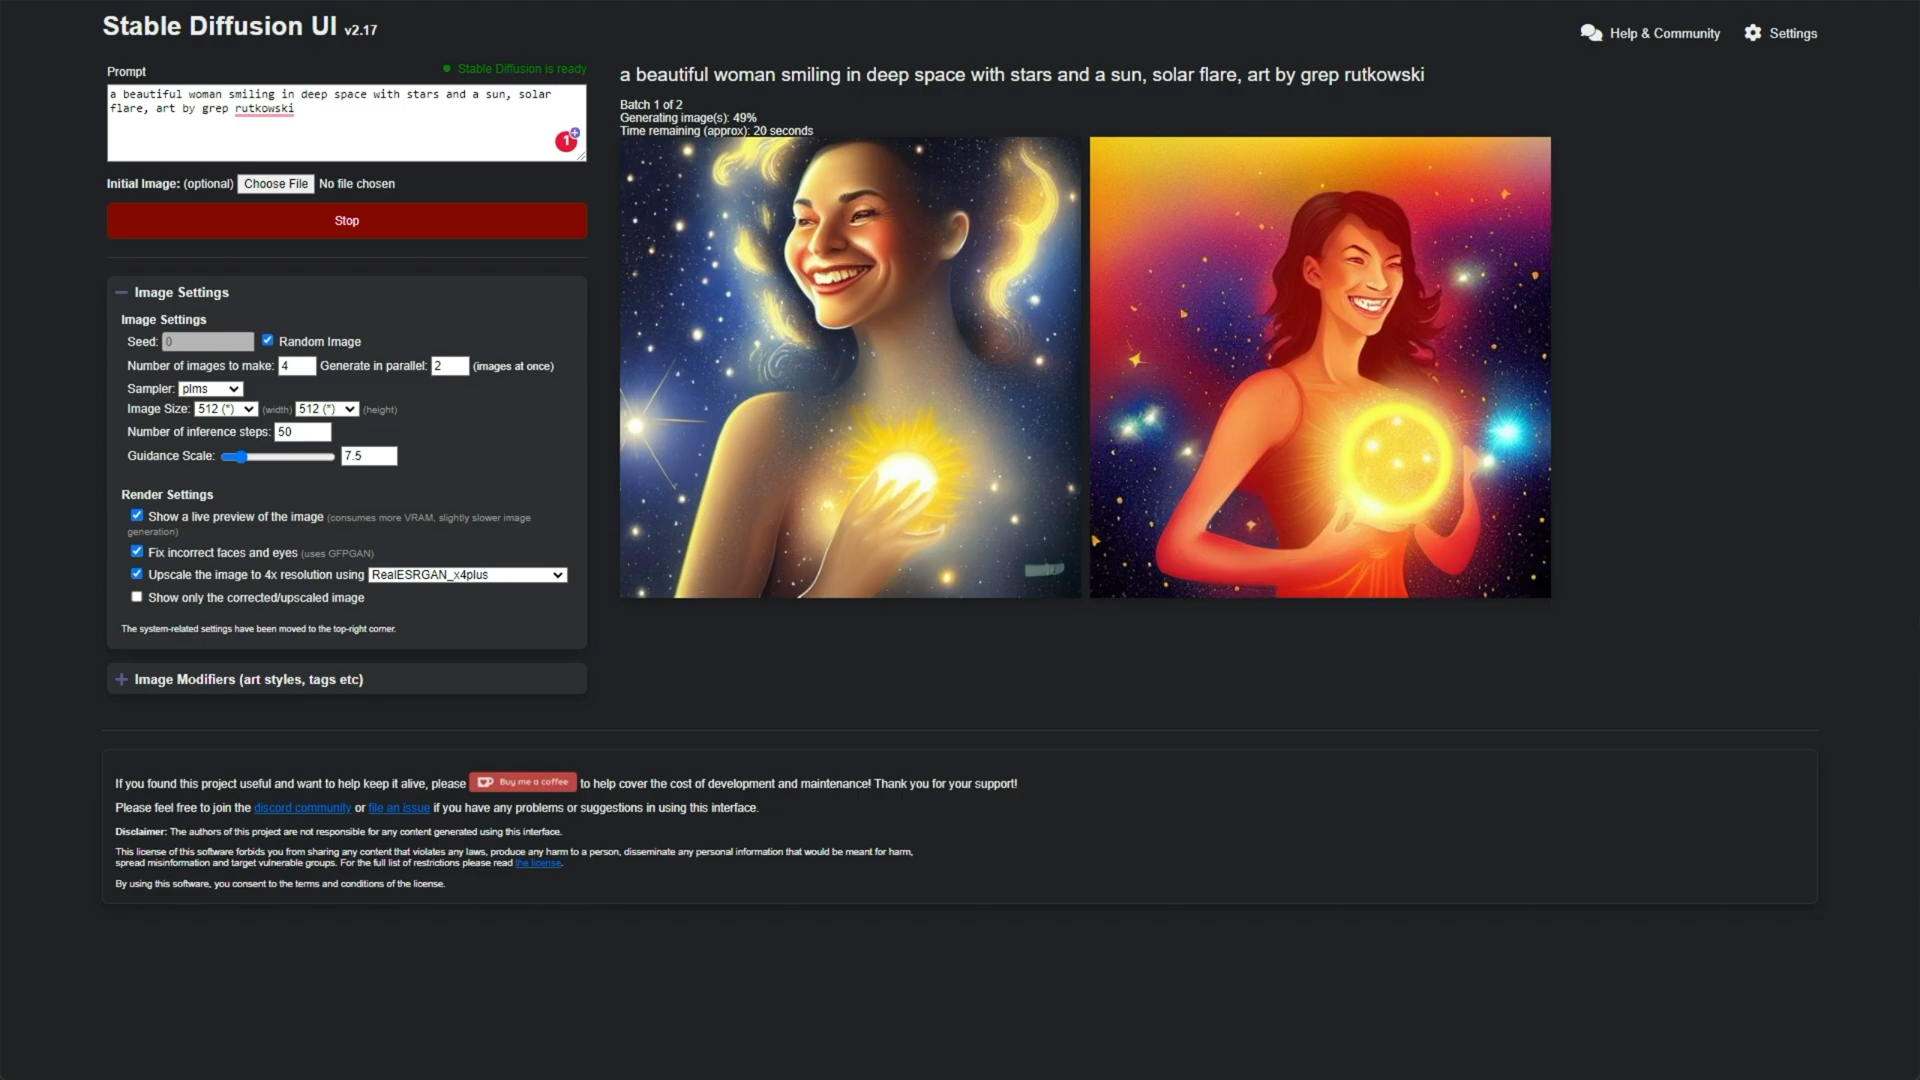 Stable Diffusion UI v2.17
Help & Community
Settings
Prompt
Stable Diffusion is ready
a beautiful woman smiling in deep space with stars and a sun, solar
flare, art by grep rutkowski
1
Initial Image: (optional) Choose File No file chosen
Stop
Image Settings
Image Settings
Seed: 0 Random Image
Number of images to make: 4 Generate in parallel: 2 (images at once)
Sampler: plms
Image Size: 512 (*) (width) 512 (*) (height)
Number of inference steps: 50
Guidance Scale: 7.5
Render Settings
Show a live preview of the image (consumes more VRAM, slightly slower image
generation)
Fix incorrect faces and eyes (uses GFPGAN)
Upscale the image to 4x resolution using RealESRGAN_x4plus
Show only the corrected/upscaled image
The system-related settings have been moved to the top-right corner.
Image Modifiers (art styles, tags etc)
a beautiful woman smiling in deep space with stars and a sun, solar flare, art by grep rutkowski
Batch 1 of 2
Generating image(s): 49%
Time remaining (approx): 20 seconds
If you found this project useful and want to help keep it alive, please Buy me a coffee to help cover the cost of development and maintenance! Thank you for your support!
Please feel free to join the discord community or file an issue if you have any problems or suggestions in using this interface.
Disclaimer: The authors of this project are not responsible for any content generated using this interface.
This license of this software forbids you from sharing any content that violates any laws, produce any harm to a person, disseminate any personal information that would be meant for harm,
spread misinformation and target vulnerable groups. For the full list of restrictions please read the license.
By using this software, you consent to the terms and conditions of the license.